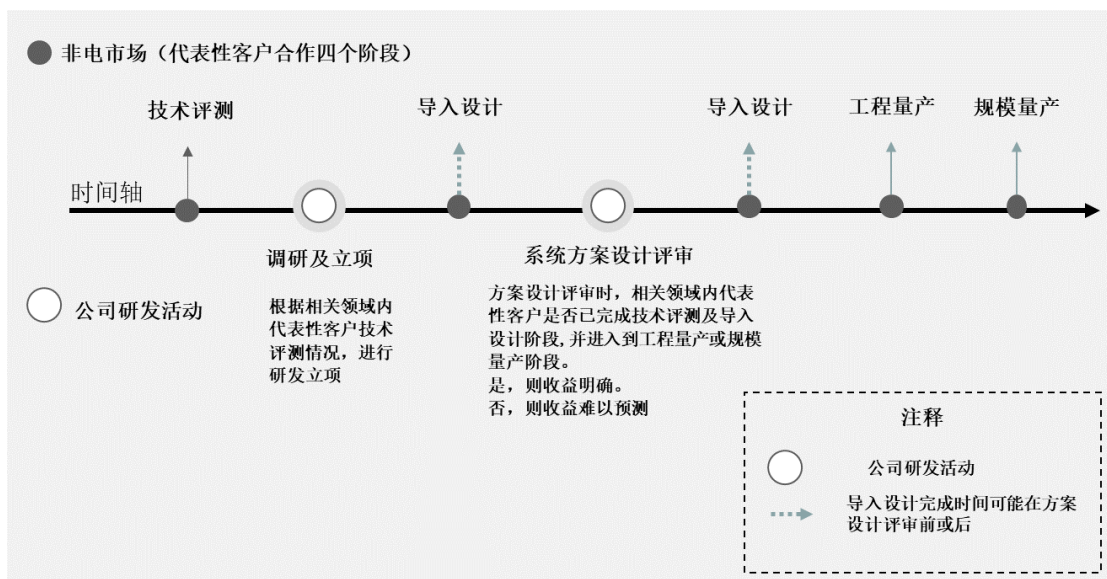 非电市场（代表性客户合作四个阶段）
技术评测
导入设计
导入设计
工程量产
规模量产
时间轴
调研及立项
系统方案设计评审
公司研发活动
根据相关领域内
代表性客户技术
评测情况，进行
研发立项
方案设计评审时，相关领域内代表
性客户是否已完成技术评测及导入
设计阶段,并进入到工程量产或规模
量产阶段。
是，则收益明确。
否，则收益难以预测
注释
公司研发活动
导入设计完成时间可能在方案
设计评审前或后